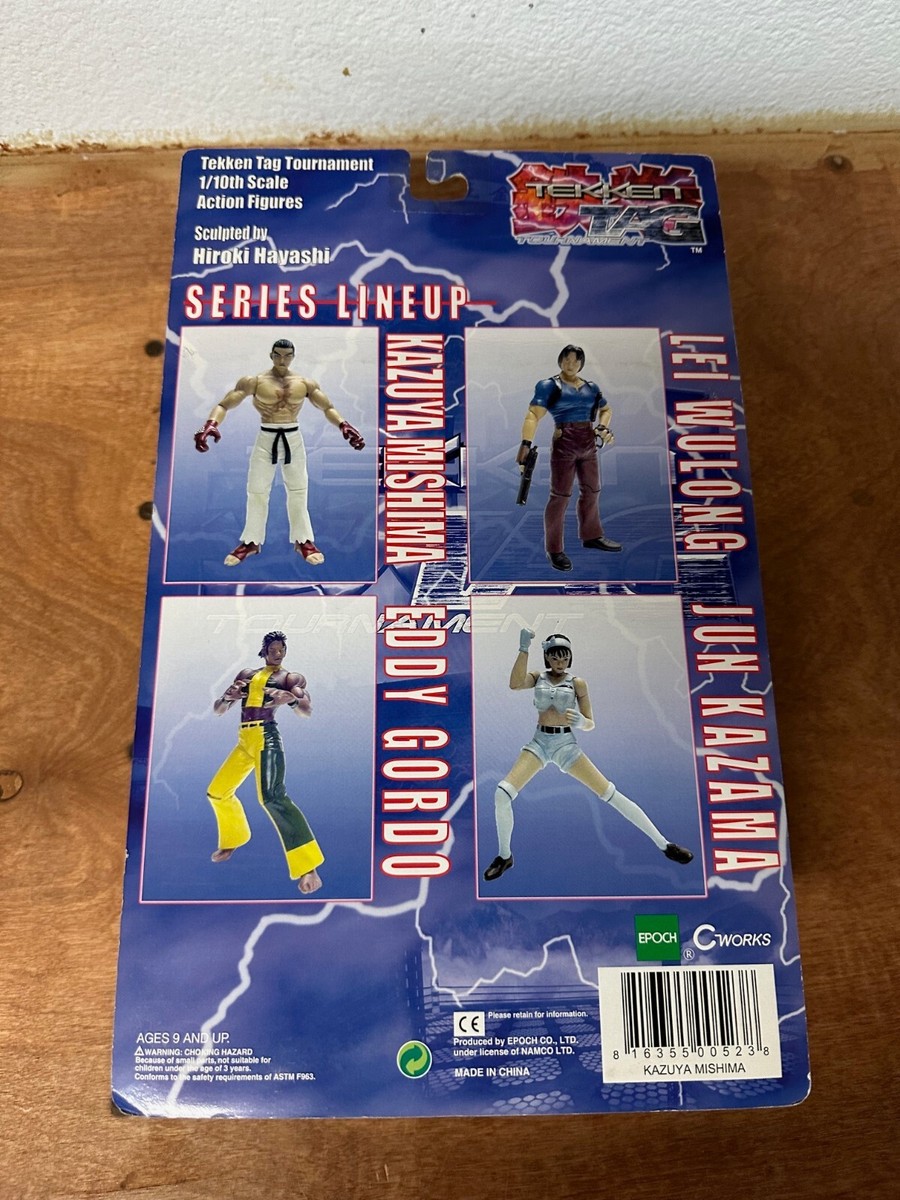 Tekken Tag Tournament
1/10th Scale
Action Figures
Sculpted by
Hiroki Hayashi
TEKKEN
TAG
TOURNAMENT
TM
SERIES LINEUP
KAZUYA MISHIMA
LEI WULONG
EDDY GORDO
JUN KAZAMA
TOURNAMENT
EPOCH
®
C-WORKS
AGES 9 AND UP.
⚠WARNING: CHOKING HAZARD
Because of small parts, not suitable for
children under the age of 3 years.
Conforms to the safety requirements of ASTM F963.
CE
Please retain for information.
Produced by EPOCH CO., LTD.
under license of NAMCO LTD.
MADE IN CHINA
8 16355 00523 8
KAZUYA MISHIMA